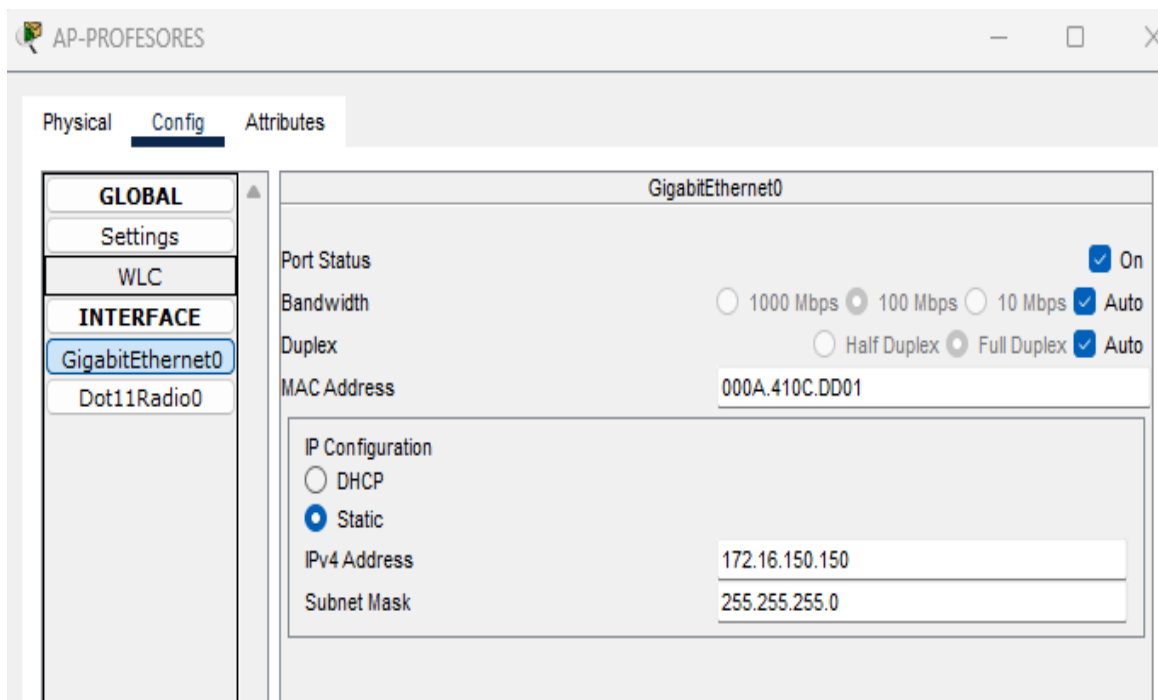 AP-PROFESORES
Physical Config Attributes
GLOBAL
Settings
WLC
INTERFACE
GigabitEthernet0
Dot11Radio0
GigabitEthernet0
Port Status On
Bandwidth 1000 Mbps 100 Mbps 10 Mbps Auto
Duplex Half Duplex Full Duplex Auto
MAC Address 000A.410C.DD01
IP Configuration
DHCP
Static
IPv4 Address 172.16.150.150
Subnet Mask 255.255.255.0